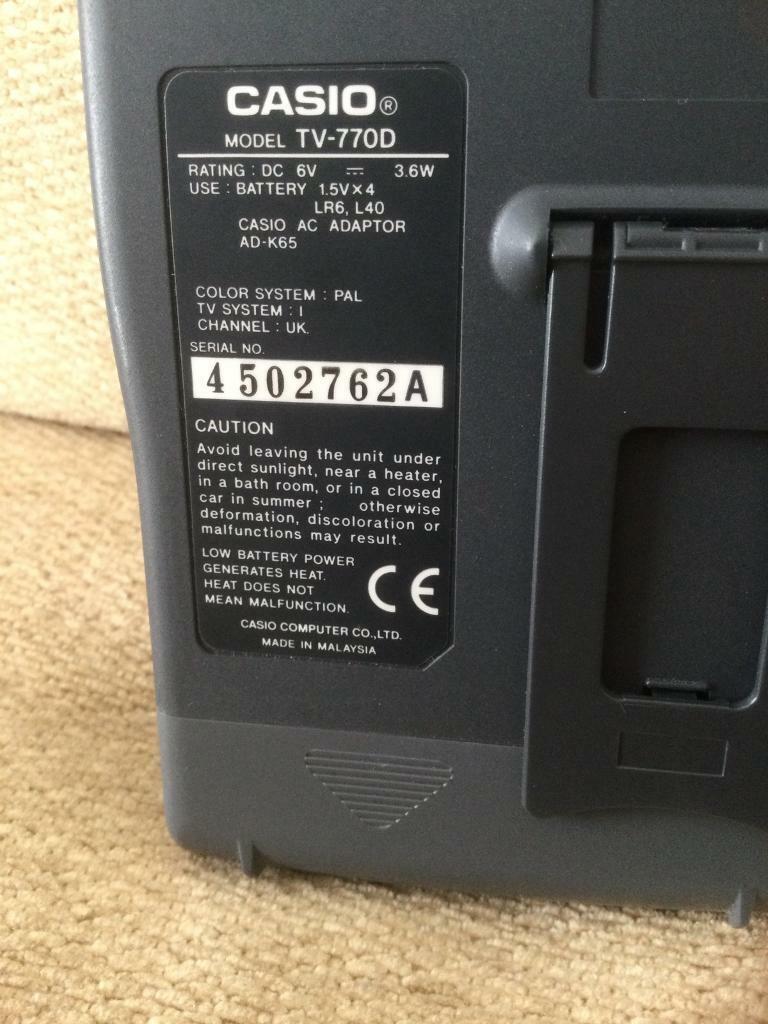 CASIO®
MODEL TV-770D
RATING : DC 6V ⎓ 3.6W
USE : BATTERY 1.5V×4
LR6, L40
CASIO AC ADAPTOR
AD-K65
COLOR SYSTEM : PAL
TV SYSTEM : I
CHANNEL : UK.
SERIAL NO.
4502762A
CAUTION
Avoid leaving the unit under
direct sunlight, near a heater,
in a bath room, or in a closed
car in summer ; otherwise
deformation, discoloration or
malfunctions may result.
LOW BATTERY POWER
GENERATES HEAT.
HEAT DOES NOT
MEAN MALFUNCTION.
CE
CASIO COMPUTER CO.,LTD.
MADE IN MALAYSIA